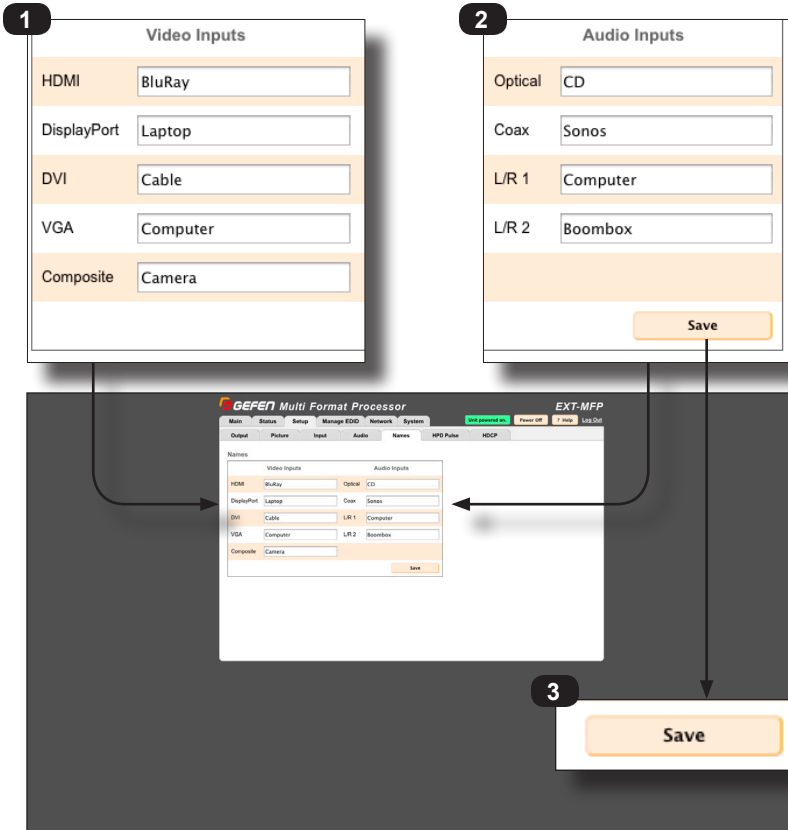 1
Video Inputs
HDMI BluRay
DisplayPort Laptop
DVI Cable
VGA Computer
Composite Camera
2
Audio Inputs
Optical CD
Coax Sonos
L/R 1 Computer
L/R 2 Boombox
Save
GEFEN Multi Format Processor EXT-MFP
Main Status Setup Manage EDID Network System Unit powered on. Power Off ? Help Log Out
Output Picture Input Audio Names HPD Pulse HDCP
Names
Video Inputs Audio Inputs
HDMI BluRay Optical CD
DisplayPort Laptop Coax Sonos
DVI Cable L/R 1 Computer
VGA Computer L/R 2 Boombox
Composite Camera
Save
3
Save